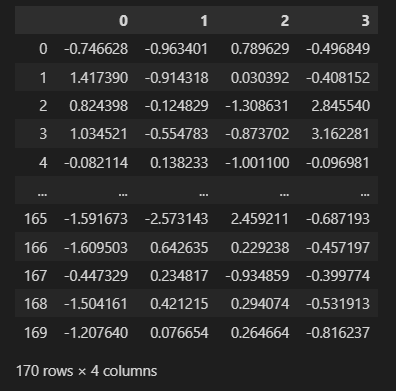 0 1 2 3
0 -0.746628 -0.963401 0.789629 -0.496849
1 1.417390 -0.914318 0.030392 -0.408152
2 0.824398 -0.124829 -1.308631 2.845540
3 1.034521 -0.554783 -0.873702 3.162281
4 -0.082114 0.138233 -1.001100 -0.096981
... ... ... ... ...
165 -1.591673 -2.573143 2.459211 -0.687193
166 -1.609503 0.642635 0.229238 -0.457197
167 -0.447329 0.234817 -0.934859 -0.399774
168 -1.504161 0.421215 0.294074 -0.531913
169 -1.207640 0.076654 0.264664 -0.816237
170 rows × 4 columns